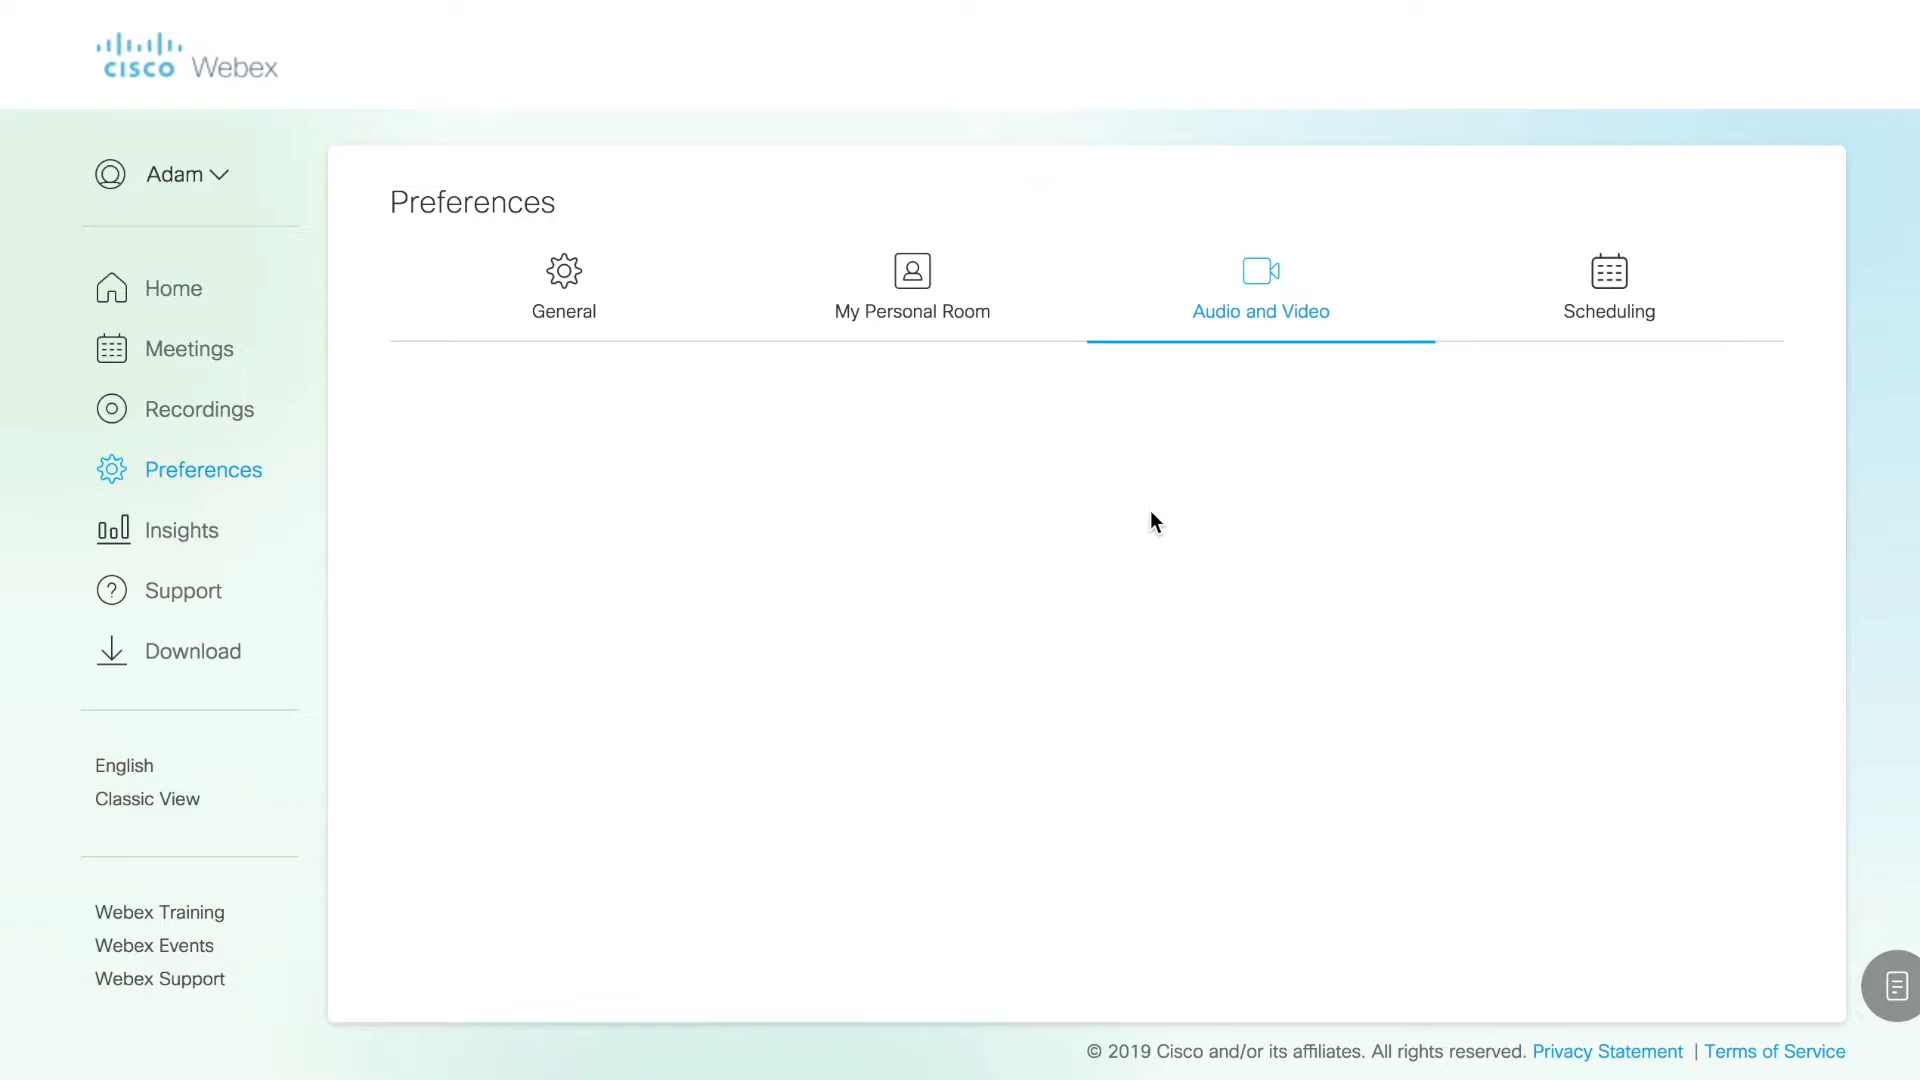 cisco Webex
Adam
Home
Meetings
Recordings
Preferences
Insights
Support
Download
English
Classic View
Webex Training
Webex Events
Webex Support
Preferences
General
My Personal Room
Audio and Video
Scheduling
© 2019 Cisco and/or its affiliates. All rights reserved. Privacy Statement | Terms of Service